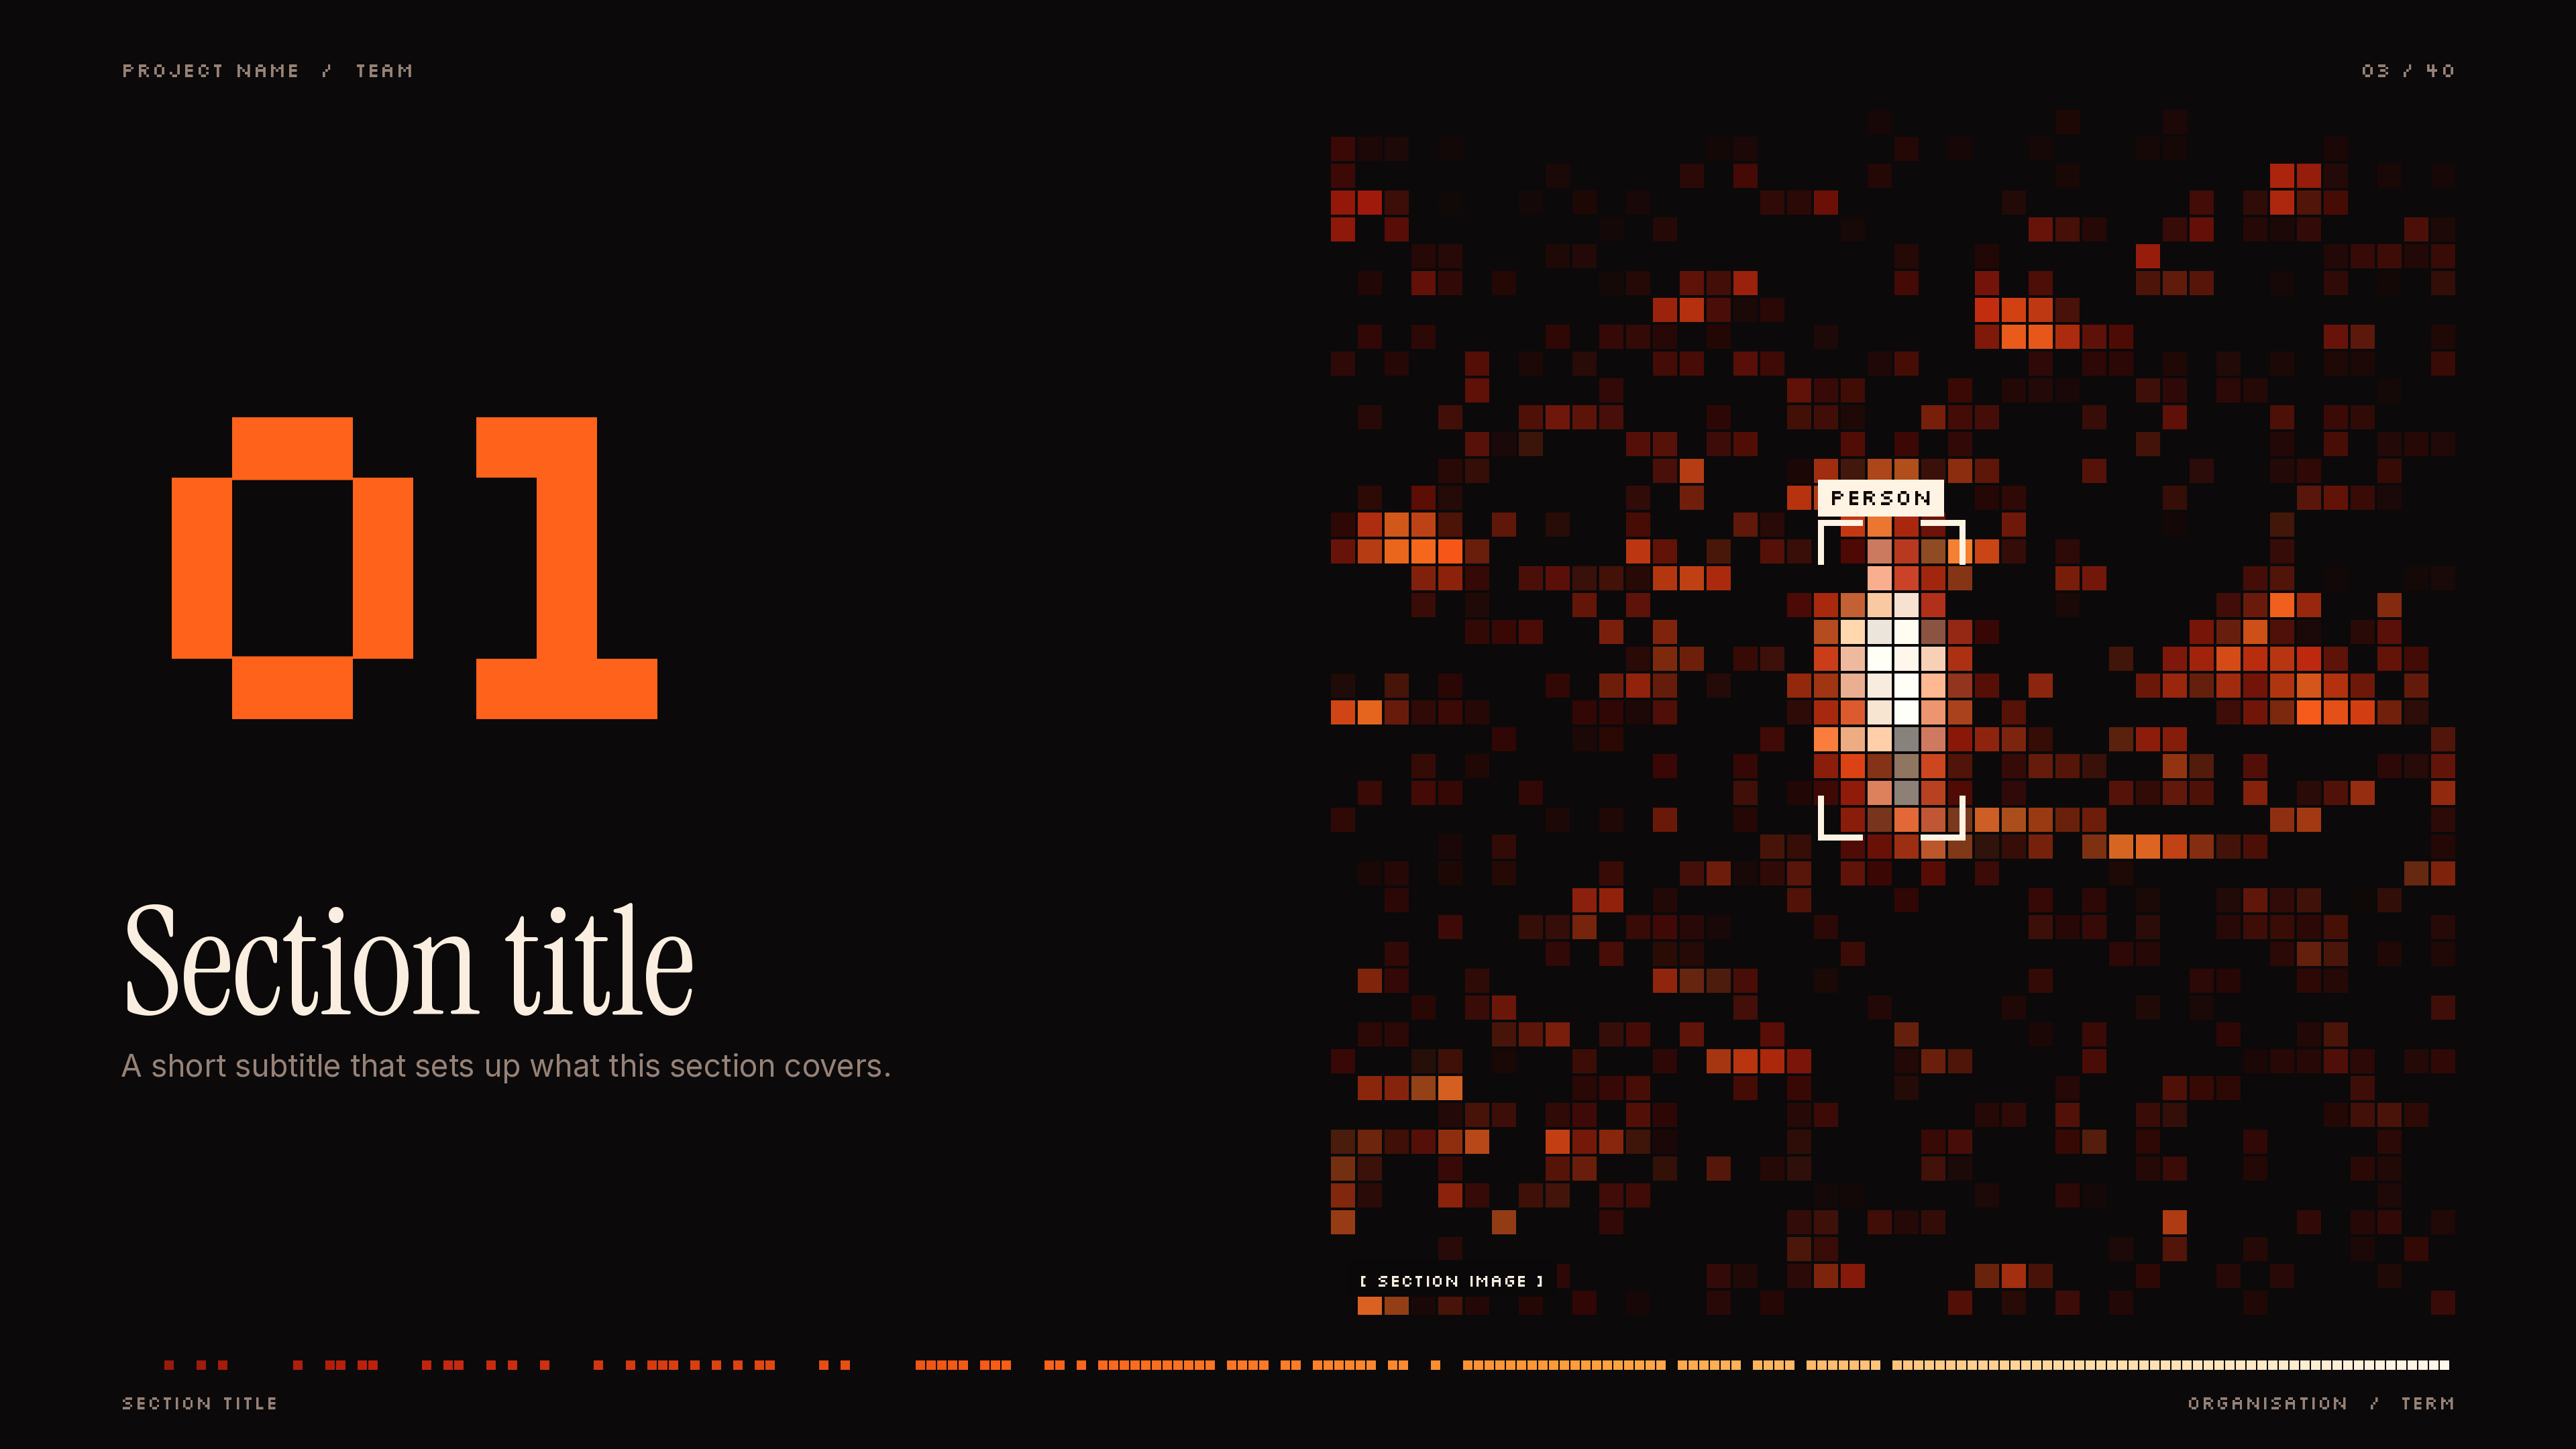 PROJECT NAME / TEAM
03 / 40
01
PERSON
Section title
A short subtitle that sets up what this section covers.
[ SECTION IMAGE ]
SECTION TITLE
ORGANISATION / TERM